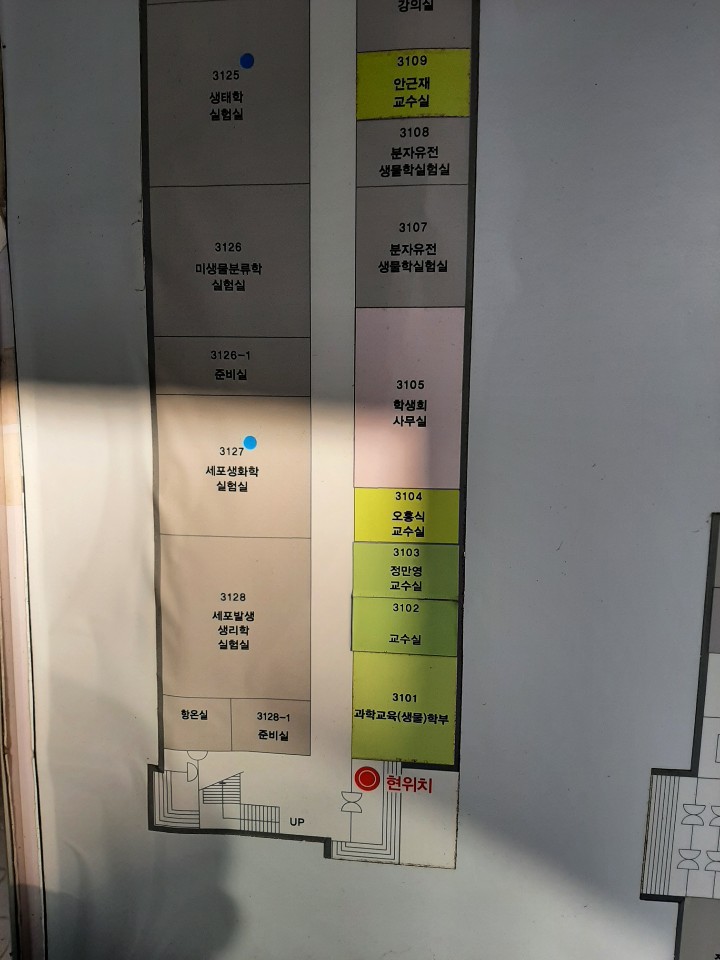 강의실
3109
안근재
교수실
3125
생태학
실험실
3108
분자유전
생물학실험실
3107
분자유전
생물학실험실
3126
미생물분류학
실험실
3126-1
준비실
3105
학생회
사무실
3127
세포생화학
실험실
3104
오홍식
교수실
3103
정만영
교수실
3128
세포발생
생리학
실험실
3102
교수실
3101
과학교육(생물)학부
항온실
3128-1
준비실
현위치
UP